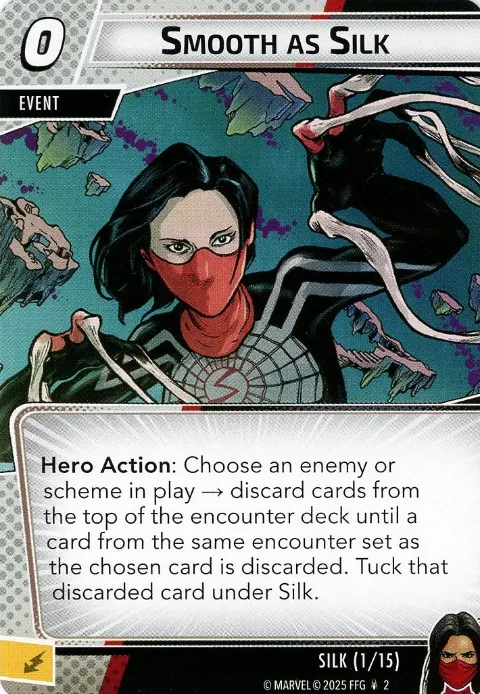 0
SMOOTH AS SILK
EVENT
Hero Action: Choose an enemy or
scheme in play → discard cards from
the top of the encounter deck until a
card from the same encounter set as
the chosen card is discarded. Tuck that
discarded card under Silk.
SILK (1/15)
© MARVEL © 2025 FFG 2